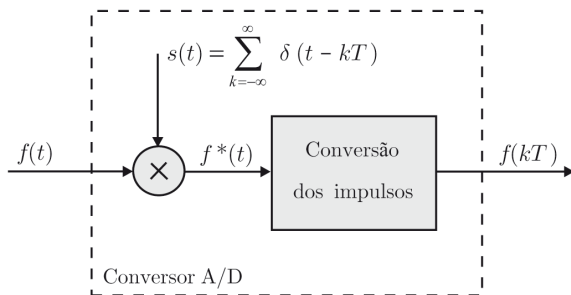 s(t) = ∑ δ (t − kT)
∞
k=−∞
f(t)
×
f*(t)
Conversão
dos impulsos
f(kT)
Conversor A/D